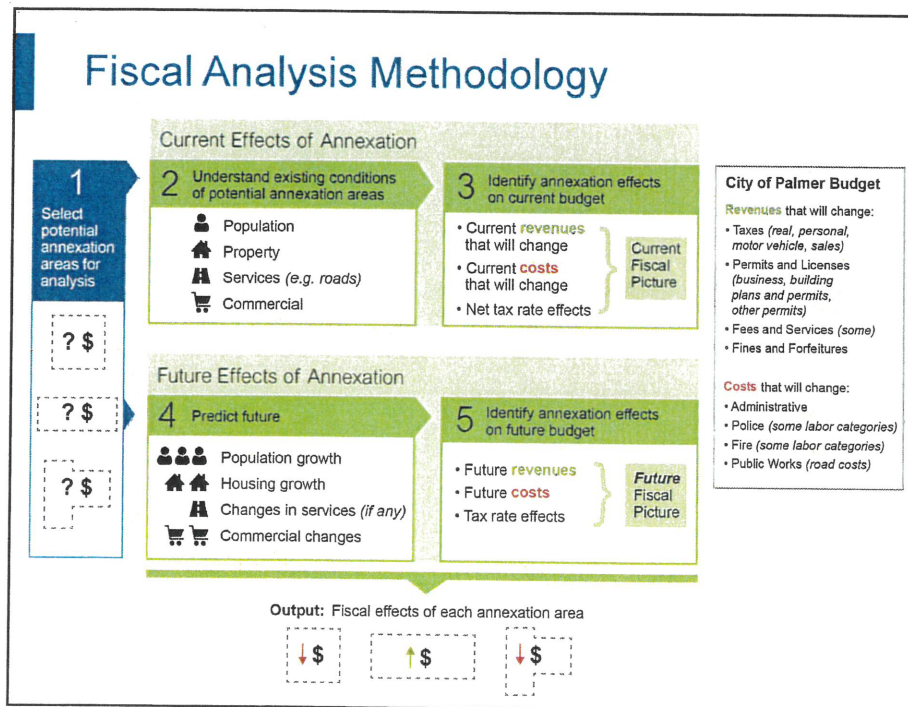 Fiscal Analysis Methodology
Current Effects of Annexation
1
Select
potential
annexation
areas for
analysis
? $
? $
? $
2 Understand existing conditions
of potential annexation areas
Population
Property
Services (e.g. roads)
Commercial
3 Identify annexation effects
on current budget
• Current revenues
that will change
• Current costs
that will change
• Net tax rate effects
Current
Fiscal
Picture
Future Effects of Annexation
4 Predict future
Population growth
Housing growth
Changes in services (if any)
Commercial changes
5 Identify annexation effects
on future budget
• Future revenues
• Future costs
• Tax rate effects
Future
Fiscal
Picture
City of Palmer Budget
Revenues that will change:
• Taxes (real, personal,
motor vehicle, sales)
• Permits and Licenses
(business, building
plans and permits,
other permits)
• Fees and Services (some)
• Fines and Forfeitures
Costs that will change:
• Administrative
• Police (some labor categories)
• Fire (some labor categories)
• Public Works (road costs)
Output: Fiscal effects of each annexation area
$
$
$